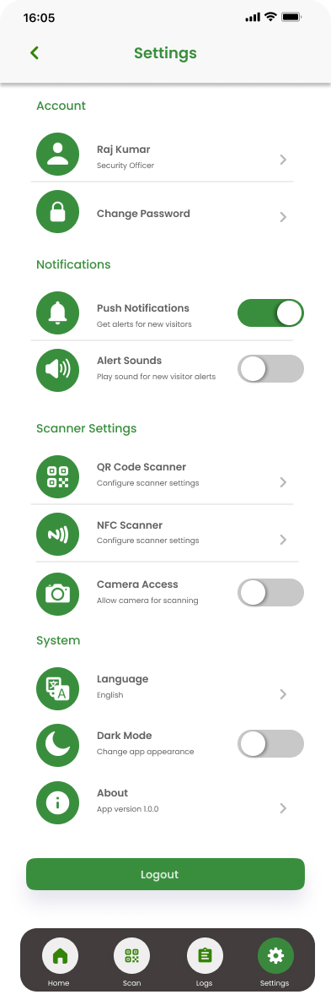 16:05
Settings
Account
Raj Kumar
Security Officer
Change Password
Notifications
Push Notifications
Get alerts for new visitors
Alert Sounds
Play sound for new visitor alerts
Scanner Settings
QR Code Scanner
Configure scanner settings
NFC Scanner
Configure scanner settings
Camera Access
Allow camera for scanning
System
Language
English
Dark Mode
Change app appearance
About
App version 1.0.0
Logout
Home
Scan
Logs
Settings